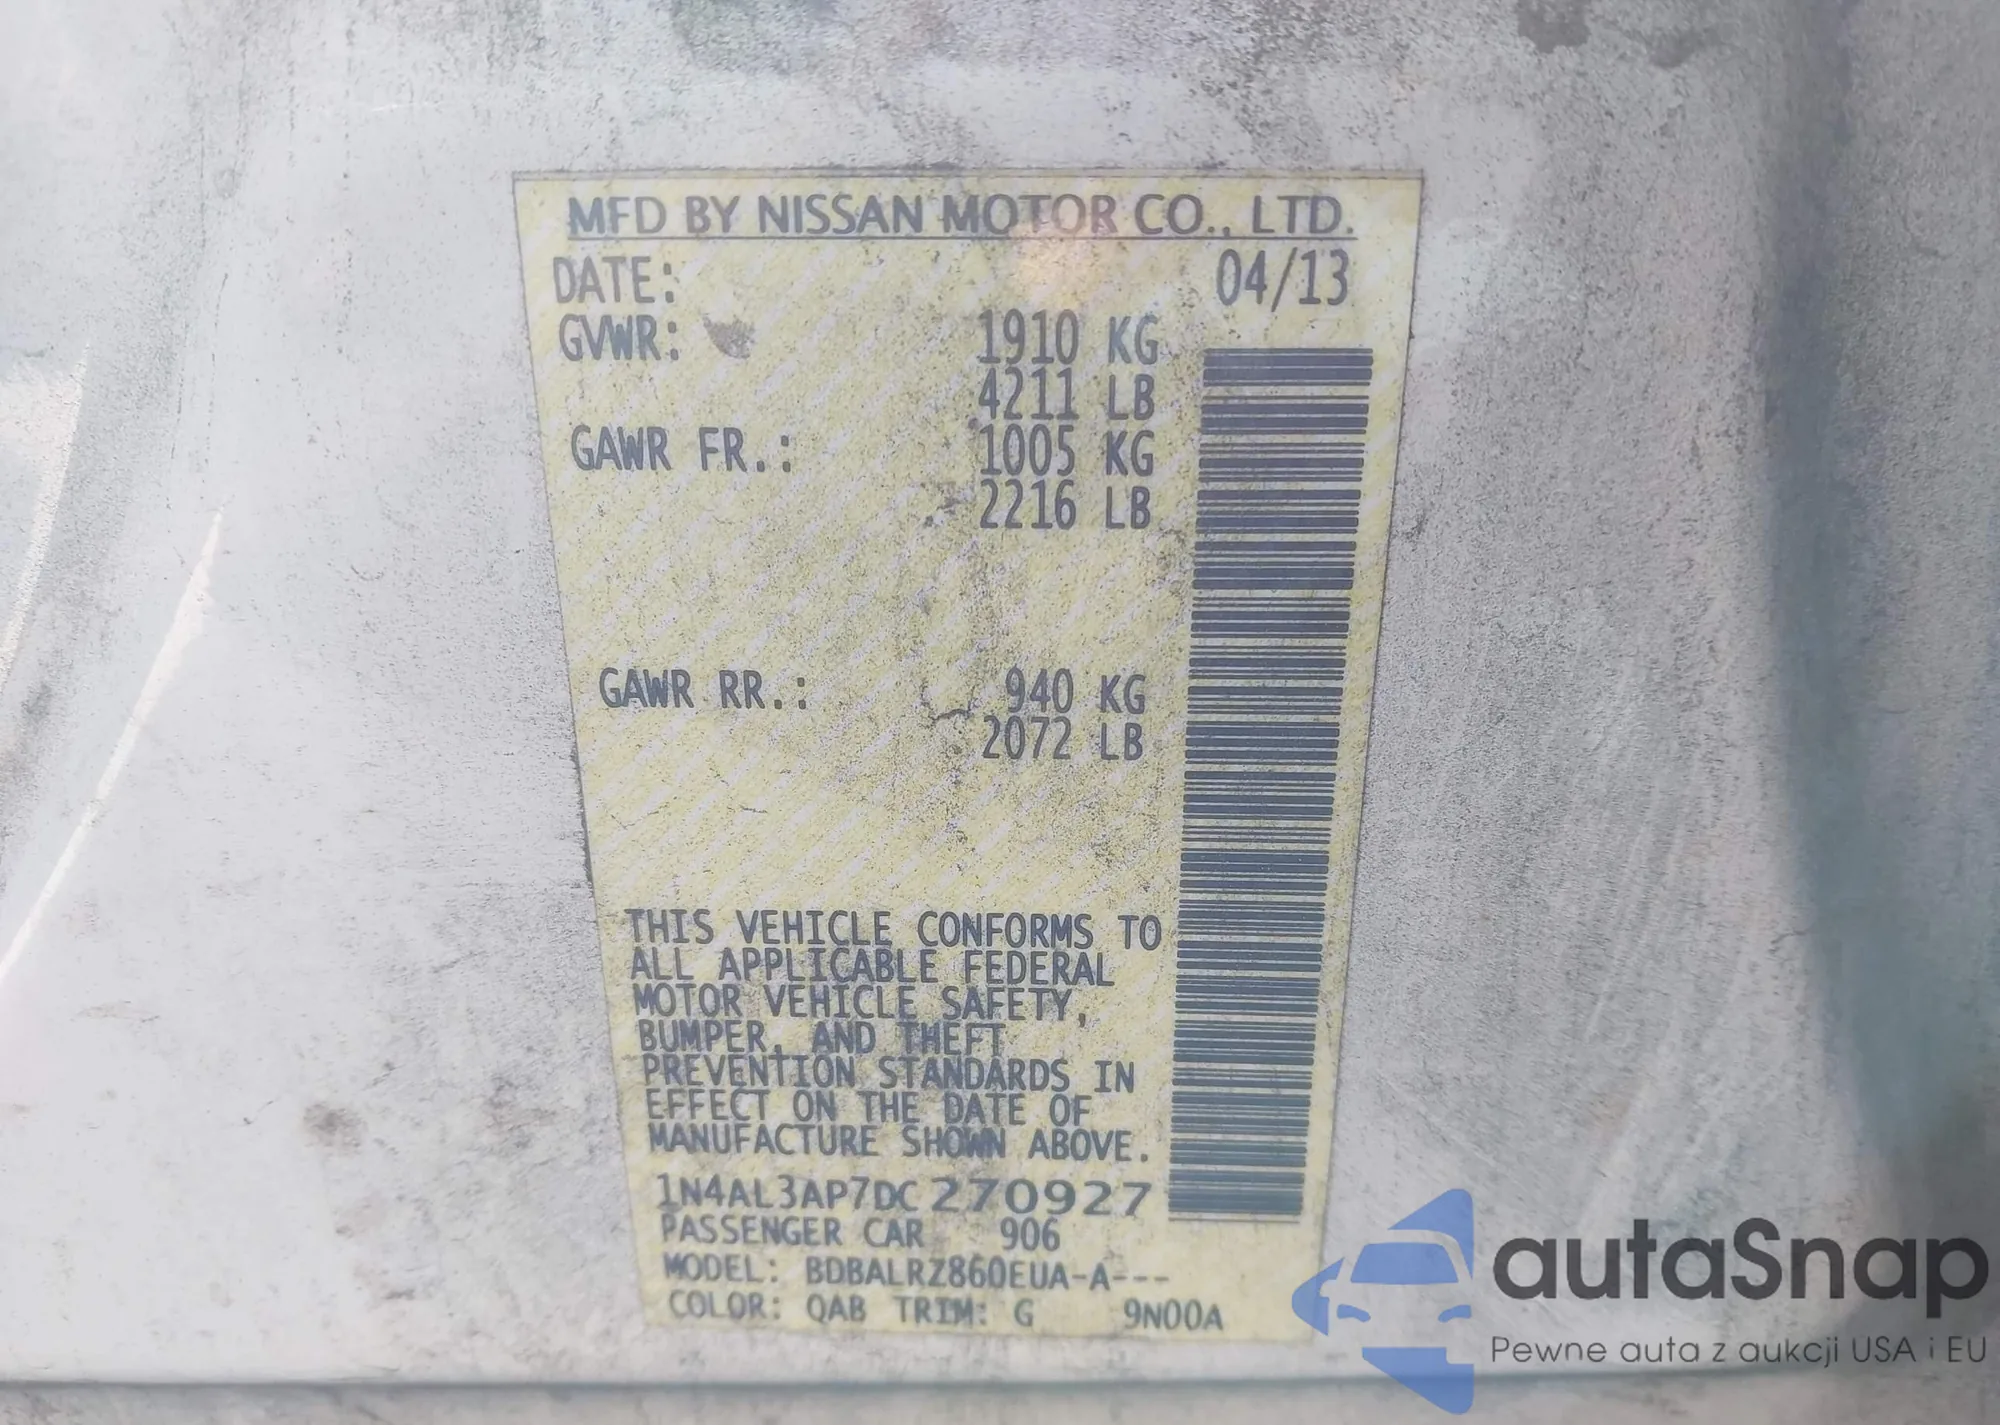 MFD BY NISSAN MOTOR CO., LTD.
DATE: 04/13
GVWR: 1910 KG
4211 LB
GAWR FR.: 1005 KG
2216 LB
GAWR RR.: 940 KG
2072 LB
THIS VEHICLE CONFORMS TO
ALL APPLICABLE FEDERAL
MOTOR VEHICLE SAFETY,
BUMPER, AND THEFT
PREVENTION STANDARDS IN
EFFECT ON THE DATE OF
MANUFACTURE SHOWN ABOVE.
1N4AL3AP7DC270927
PASSENGER CAR 906
MODEL: BDBALRZ860EUA-A---
COLOR: QAB TRIM: G 9N00A
autaSnap
Pewne auta z aukcji USA i EU